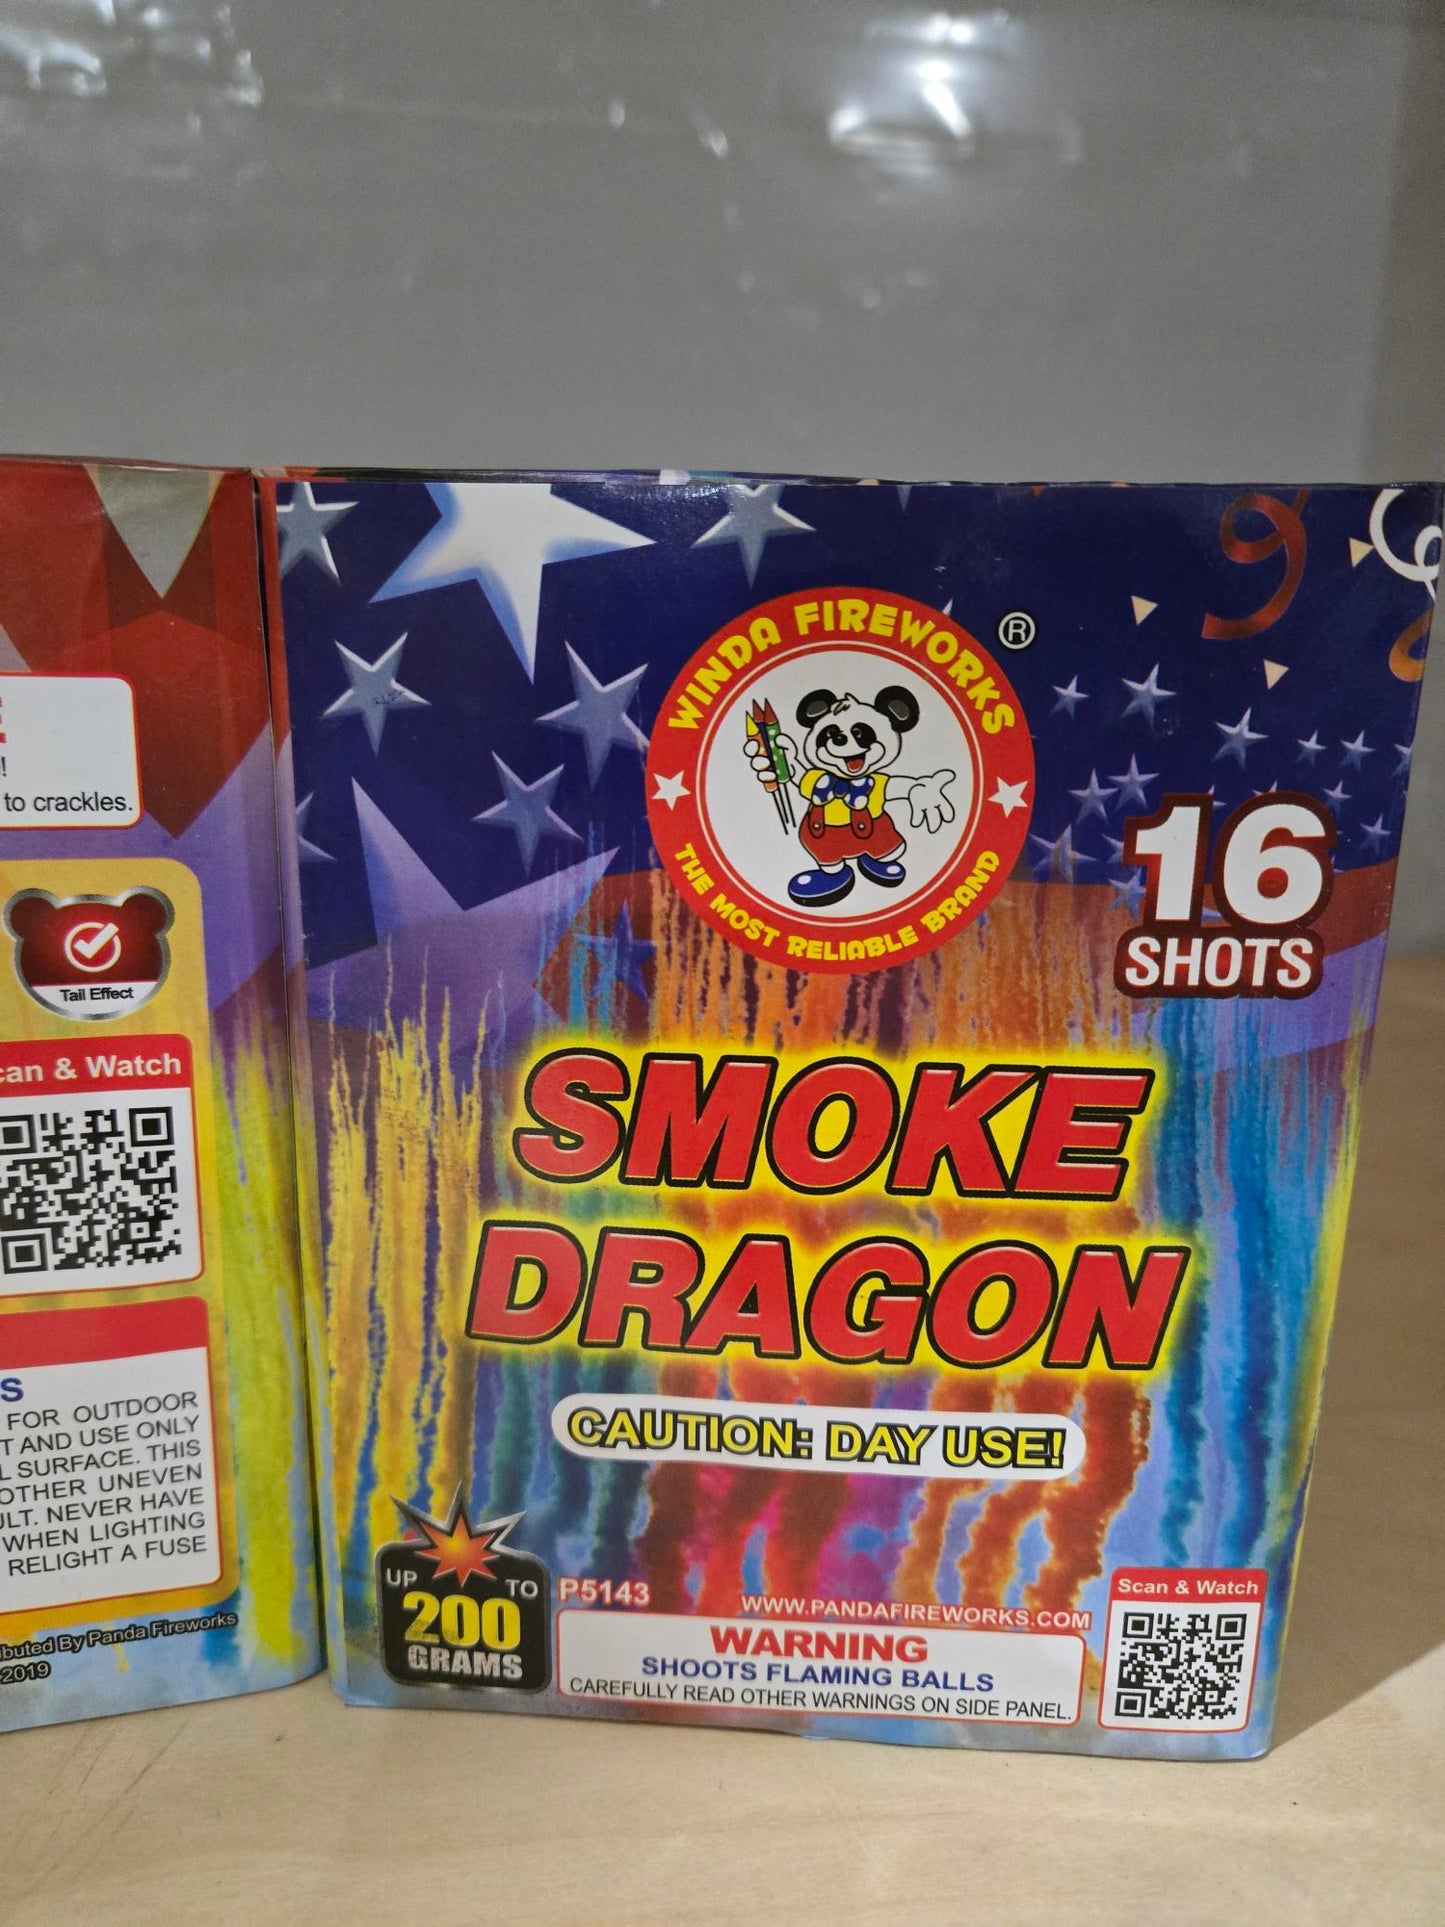 to crackles.
Tail Effect
& Watch
S
FOR OUTDOOR
AND USE ONLY
SURFACE. THIS
OTHER UNEVEN
NEVER HAVE
WHEN LIGHTING
RELIGHT A FUSE
By Panda Fireworks
2019
WINDA FIREWORKS
®
THE MOST RELIABLE BRAND
16
SHOTS
SMOKE
DRAGON
CAUTION: DAY USE!
UP TO
200
GRAMS
P5143
WWW.PANDAFIREWORKS.COM
WARNING
SHOOTS FLAMING BALLS
CAREFULLY READ OTHER WARNINGS ON SIDE PANEL.
Scan & Watch